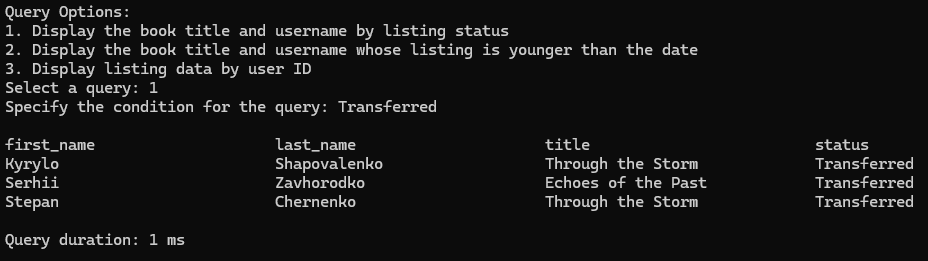 Query Options:
1. Display the book title and username by listing status
2. Display the book title and username whose listing is younger than the date
3. Display listing data by user ID
Select a query: 1
Specify the condition for the query: Transferred
first_name last_name title status
Kyrylo Shapovalenko Through the Storm Transferred
Serhii Zavhorodko Echoes of the Past Transferred
Stepan Chernenko Through the Storm Transferred
Query duration: 1 ms